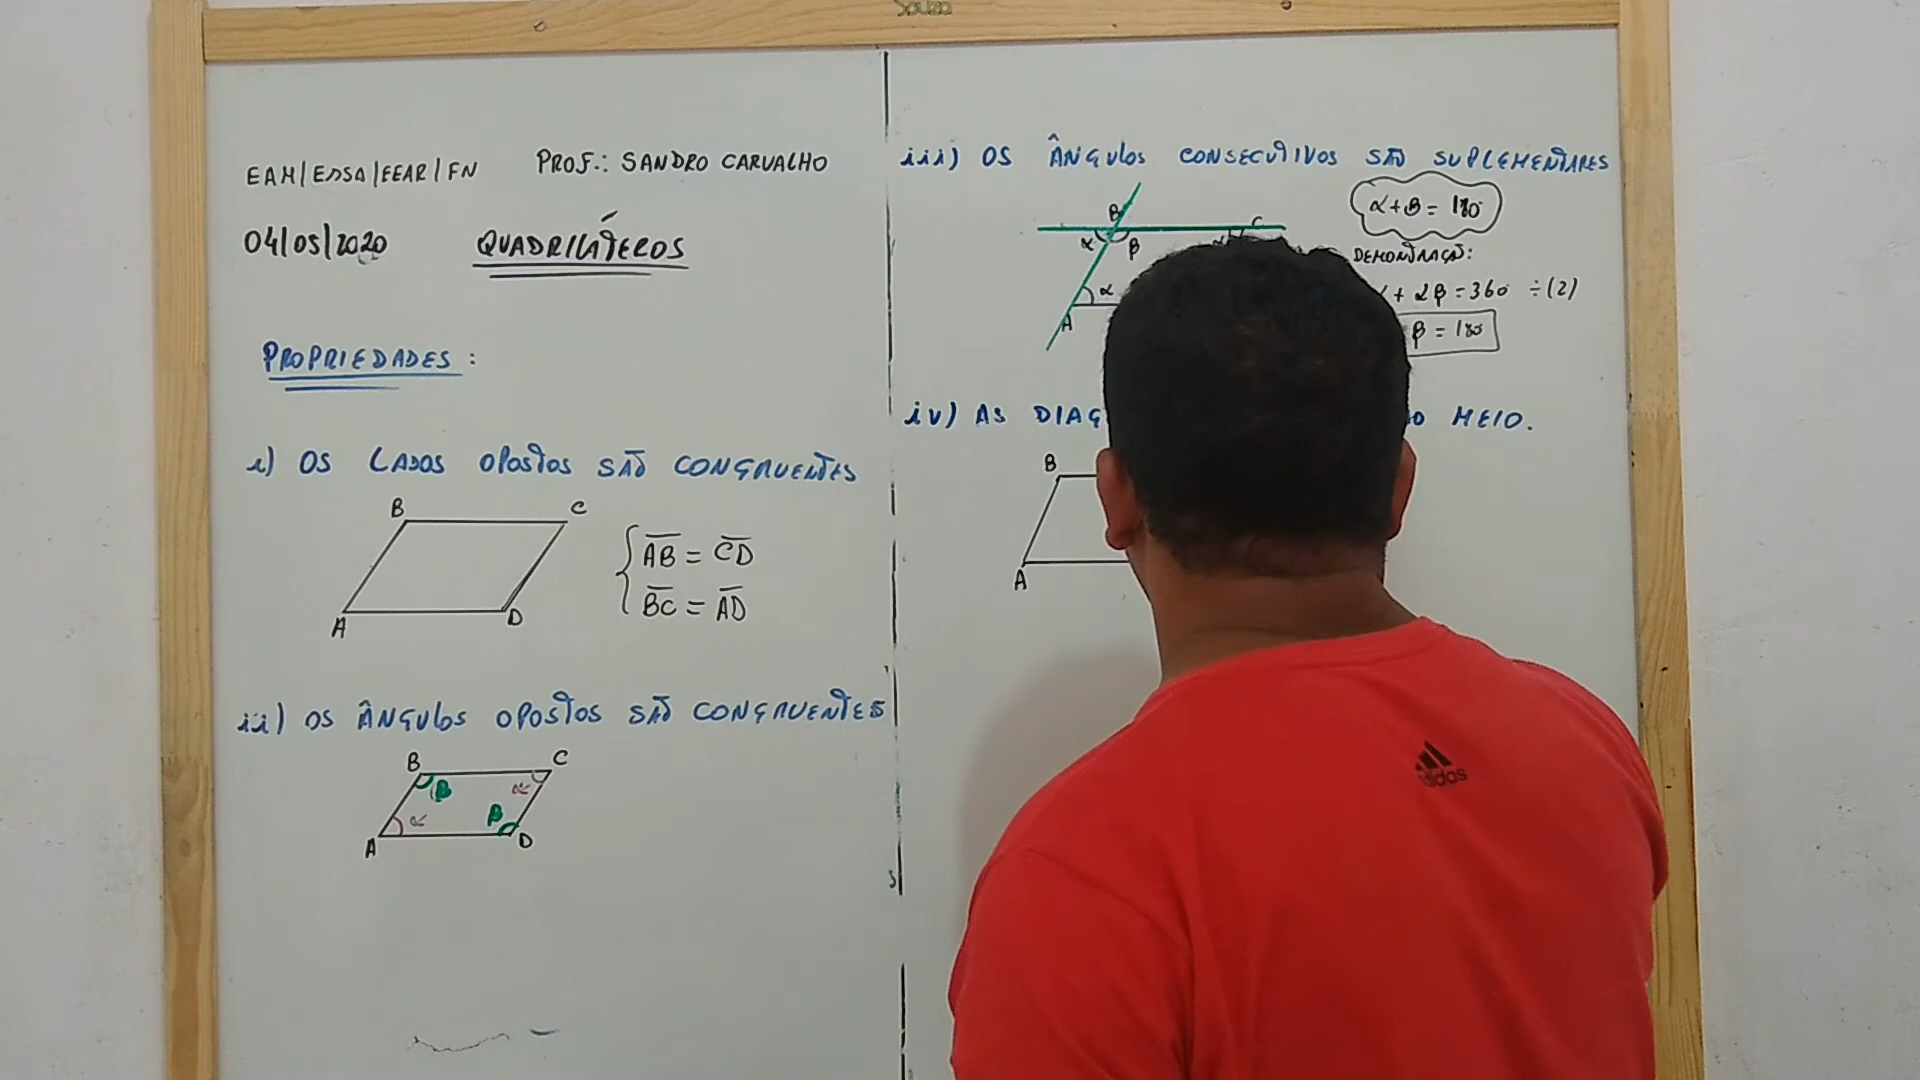 Souza
EAM/ESSA/EEAR/FN PROF.: SANDRO CARVALHO
04/05/2020 QUADRILÁTEROS
PROPRIEDADES:
i) OS LADOS OPOSTOS SÃO CONGRUENTES
B C
A D
AB = CD
BC = AD
ii) OS ÂNGULOS OPOSTOS SÃO CONGRUENTES
B C
β α
α β
A D
iii) OS ÂNGULOS CONSECUTIVOS SÃO SUPLEMENTARES
α + β = 180
B C
α β
α
A
DEMONSTRAÇÃO:
+ 2β = 360 ÷(2)
β = 180
iv) AS MEIO.
B
A
adidas